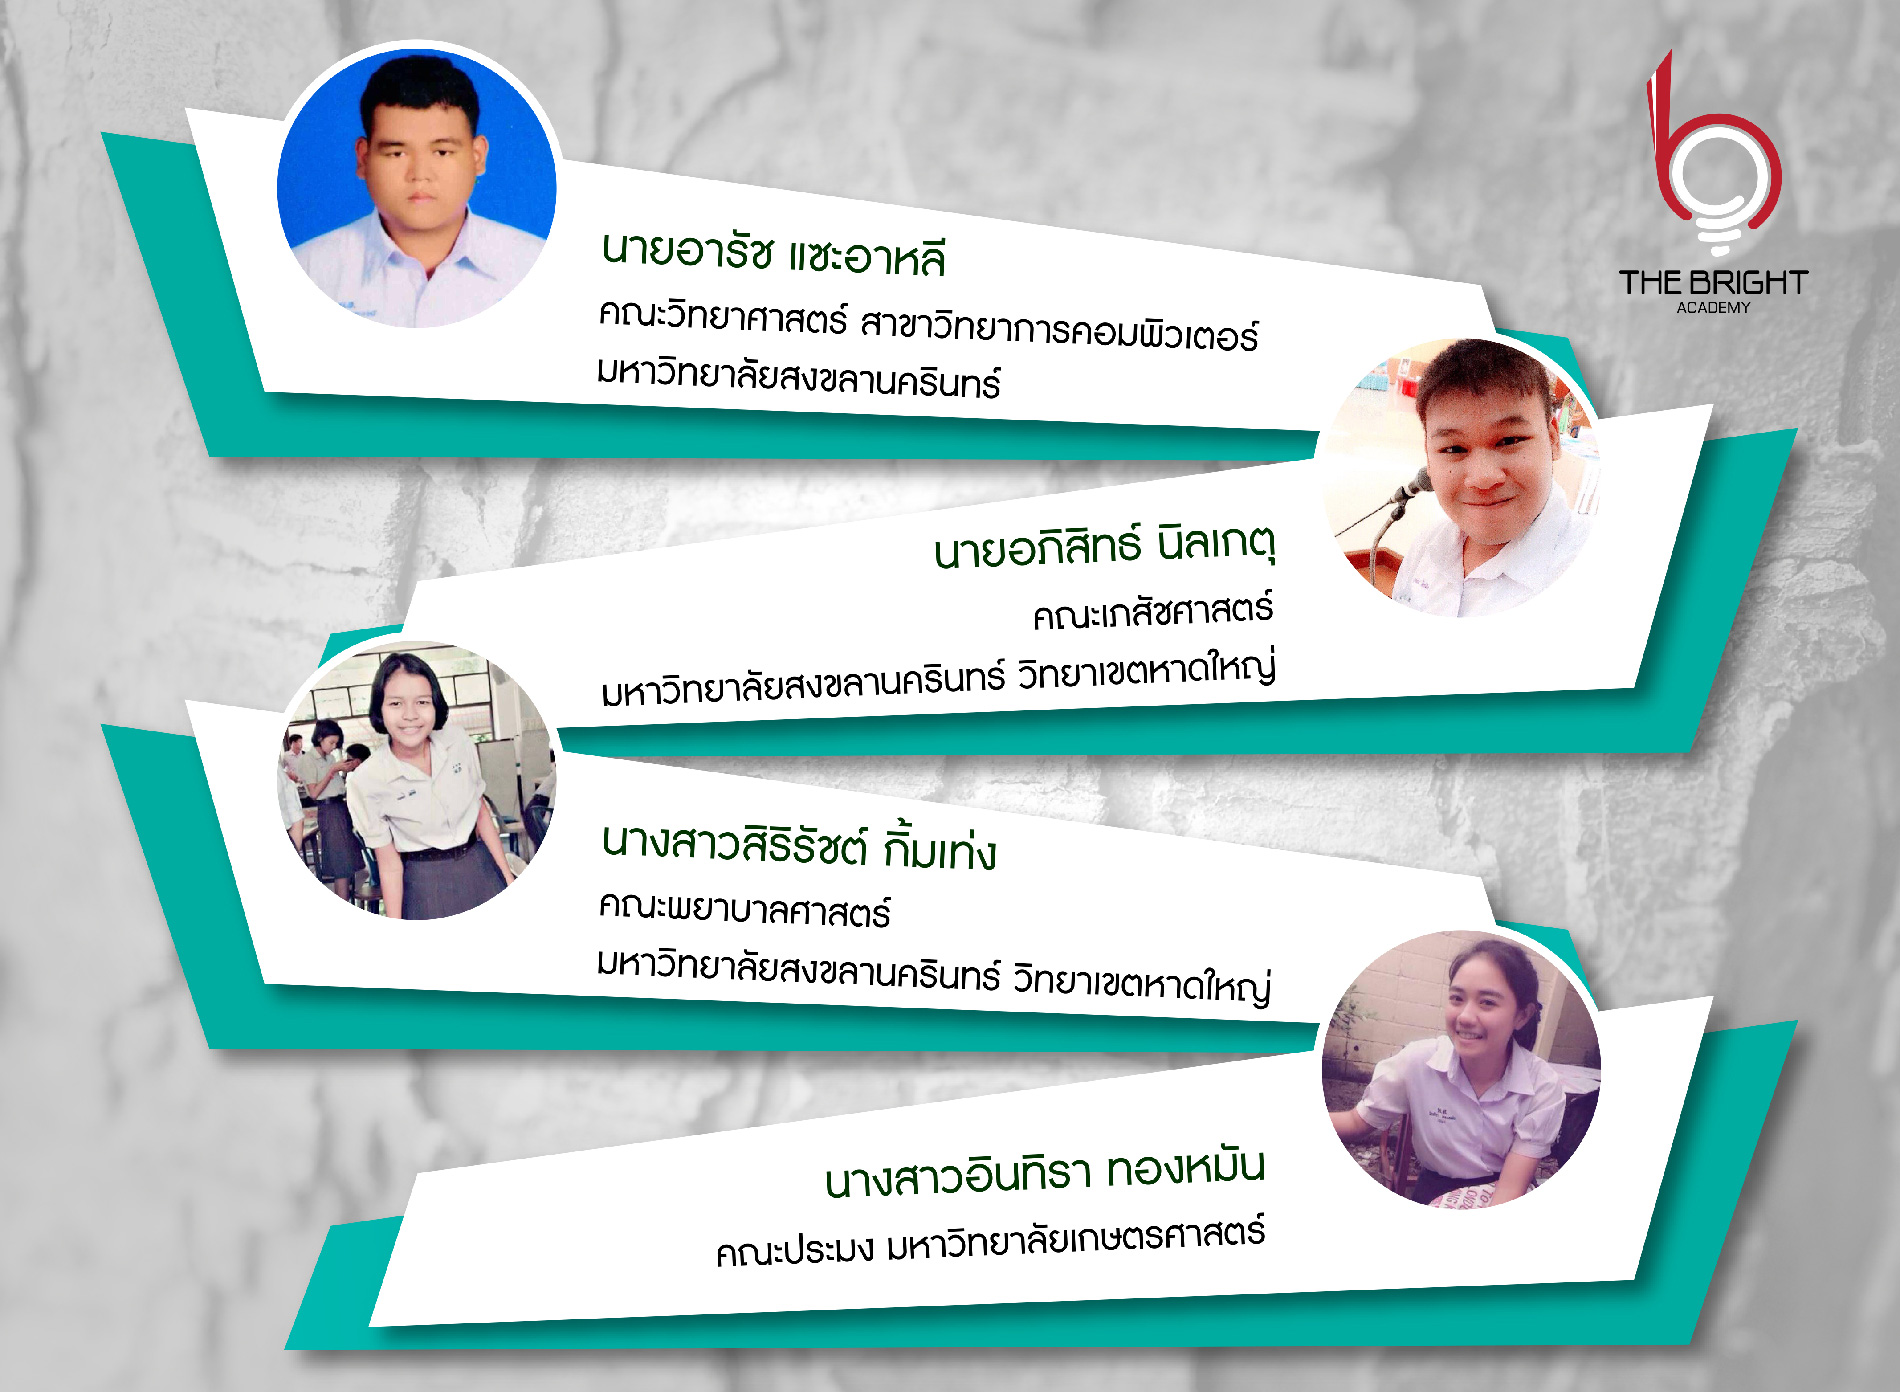 THE BRIGHT
ACADEMY
นายอารัช แซะอาหลี
คณะวิทยาศาสตร์ สาขาวิทยาการคอมพิวเตอร์
มหาวิทยาลัยสงขลานครินทร์
นายอภิสิทธ์ นิลเกตุ
คณะเภสัชศาสตร์
มหาวิทยาลัยสงขลานครินทร์ วิทยาเขตหาดใหญ่
นางสาวสิริรัชต์ กิ้มเท่ง
คณะพยาบาลศาสตร์
มหาวิทยาลัยสงขลานครินทร์ วิทยาเขตหาดใหญ่
นางสาวอินทิรา ทองหมัน
คณะประมง มหาวิทยาลัยเกษตรศาสตร์